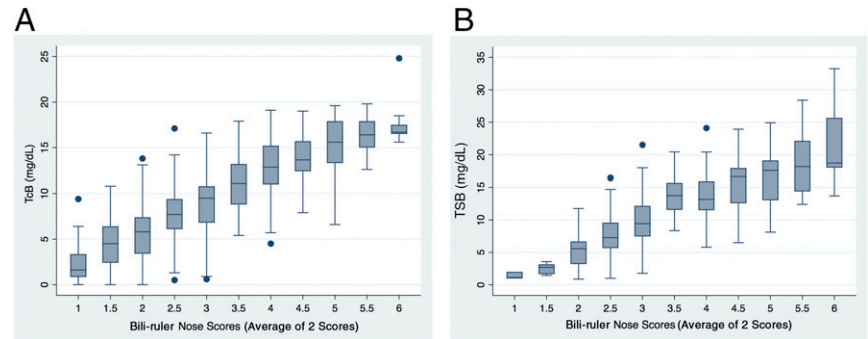 A
TcB (mg/dL)
25
20
15
10
5
0
1 1.5 2 2.5 3 3.5 4 4.5 5 5.5 6
Bili-ruler Nose Scores (Average of 2 Scores)
B
TSB (mg/dL)
35
30
25
20
15
10
5
0
1 1.5 2 2.5 3 3.5 4 4.5 5 5.5 6
Bili-ruler Nose Scores (Average of 2 Scores)